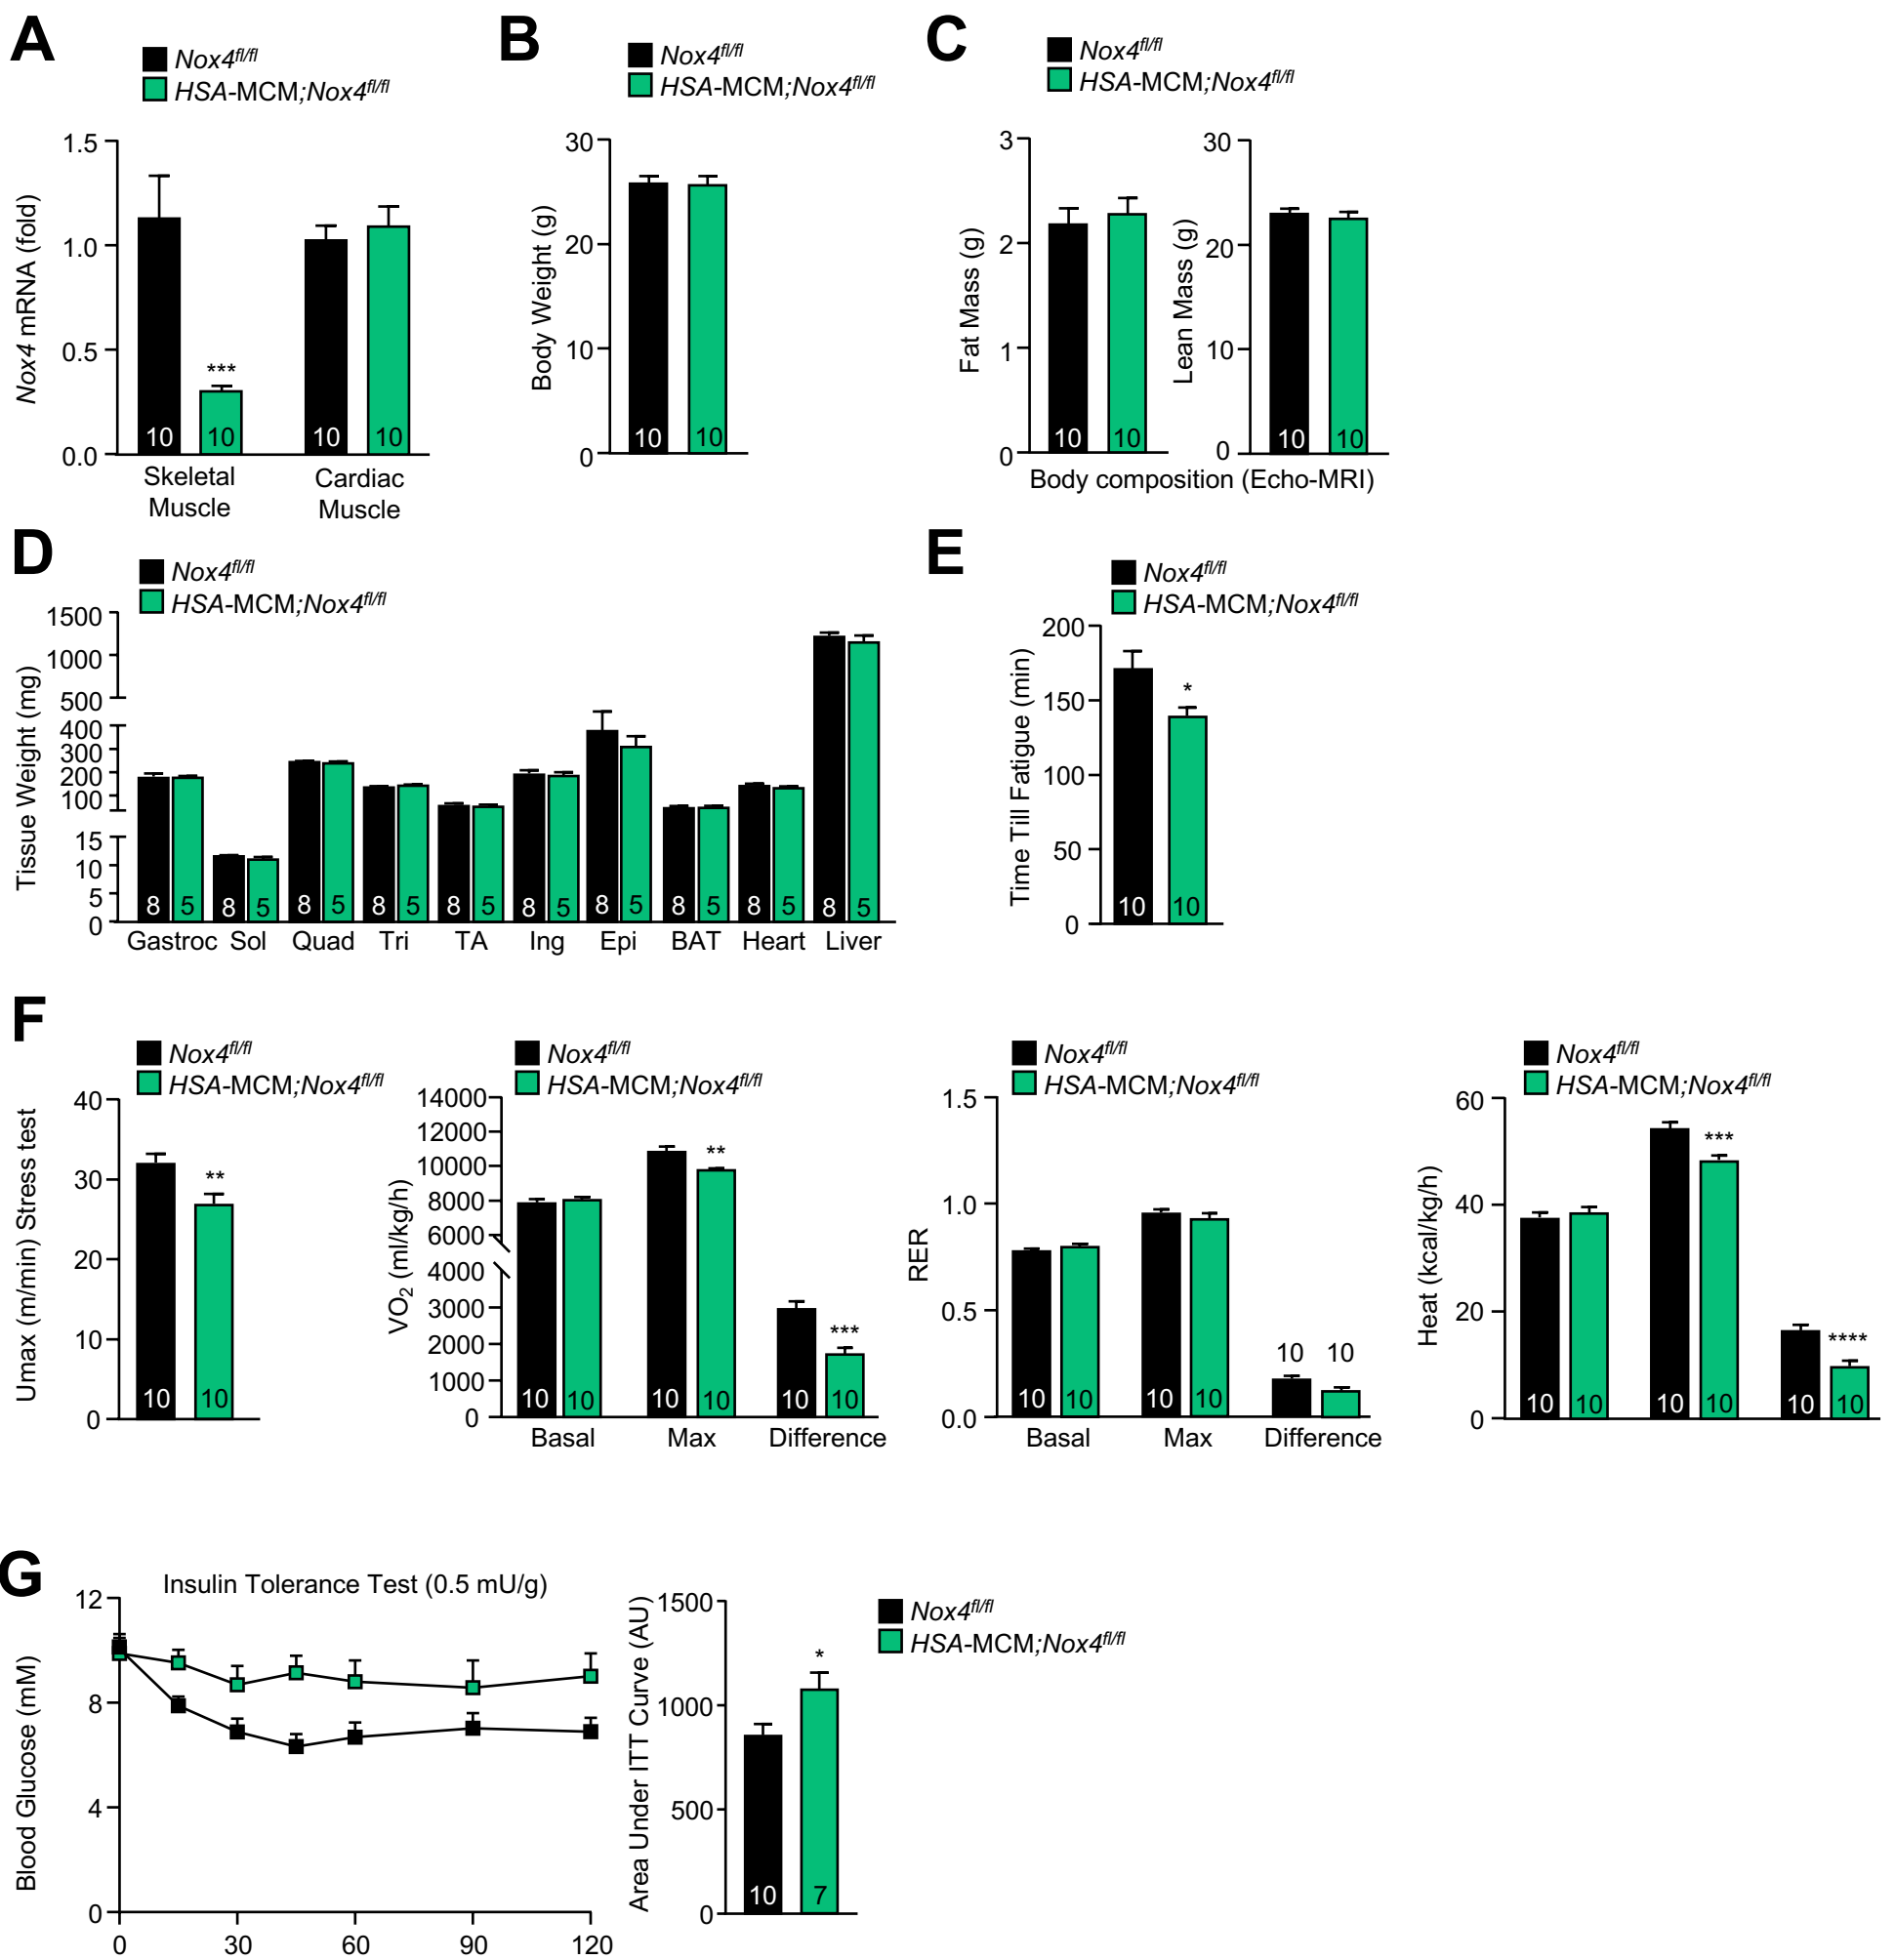 A
Nox4fl/fl
HSA-MCM;Nox4fl/fl
Nox4 mRNA (fold)
1.5
1.0
0.5
0.0
***
10
10
10
10
Skeletal
Muscle
Cardiac
Muscle
B
Nox4fl/fl
HSA-MCM;Nox4fl/fl
Body Weight (g)
30
20
10
0
10
10
C
Nox4fl/fl
HSA-MCM;Nox4fl/fl
Fat Mass (g)
3
2
1
0
10
10
Lean Mass (g)
30
20
10
0
10
10
Body composition (Echo-MRI)
D
Nox4fl/fl
HSA-MCM;Nox4fl/fl
Tissue Weight (mg)
1500
1000
500
400
300
200
100
15
10
5
0
8 5 8 5 8 5 8 5 8 5 8 5 8 5 8 5 8 5 8 5
Gastroc Sol Quad Tri TA Ing Epi BAT Heart Liver
E
Nox4fl/fl
HSA-MCM;Nox4fl/fl
Time Till Fatigue (min)
200
150
100
50
0
*
10
10
F
Nox4fl/fl
HSA-MCM;Nox4fl/fl
Umax (m/min) Stress test
40
30
20
10
0
**
10
10
Nox4fl/fl
HSA-MCM;Nox4fl/fl
VO2 (ml/kg/h)
14000
12000
10000
8000
6000
4000
3000
2000
1000
0
**
***
10 10 10 10 10 10
Basal Max Difference
Nox4fl/fl
HSA-MCM;Nox4fl/fl
RER
1.5
1.0
0.5
0.0
10 10
10 10 10 10
Basal Max Difference
Nox4fl/fl
HSA-MCM;Nox4fl/fl
Heat (kcal/kg/h)
60
40
20
0
***
****
10 10 10 10 10 10
G
Insulin Tolerance Test (0.5 mU/g)
Blood Glucose (mM)
12
8
4
0
0 30 60 90 120
Area Under ITT Curve (AU)
1500
1000
500
0
*
10
7
Nox4fl/fl
HSA-MCM;Nox4fl/fl